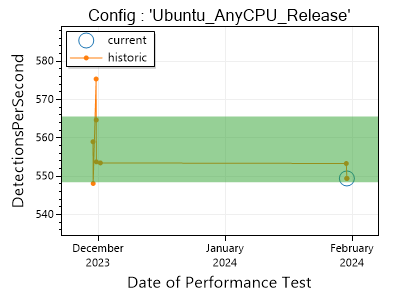 Config : 'Ubuntu_AnyCPU_Release'
current
historic
DetectionsPerSecond
580
570
560
550
540
December
2023
January
2024
February
2024
Date of Performance Test